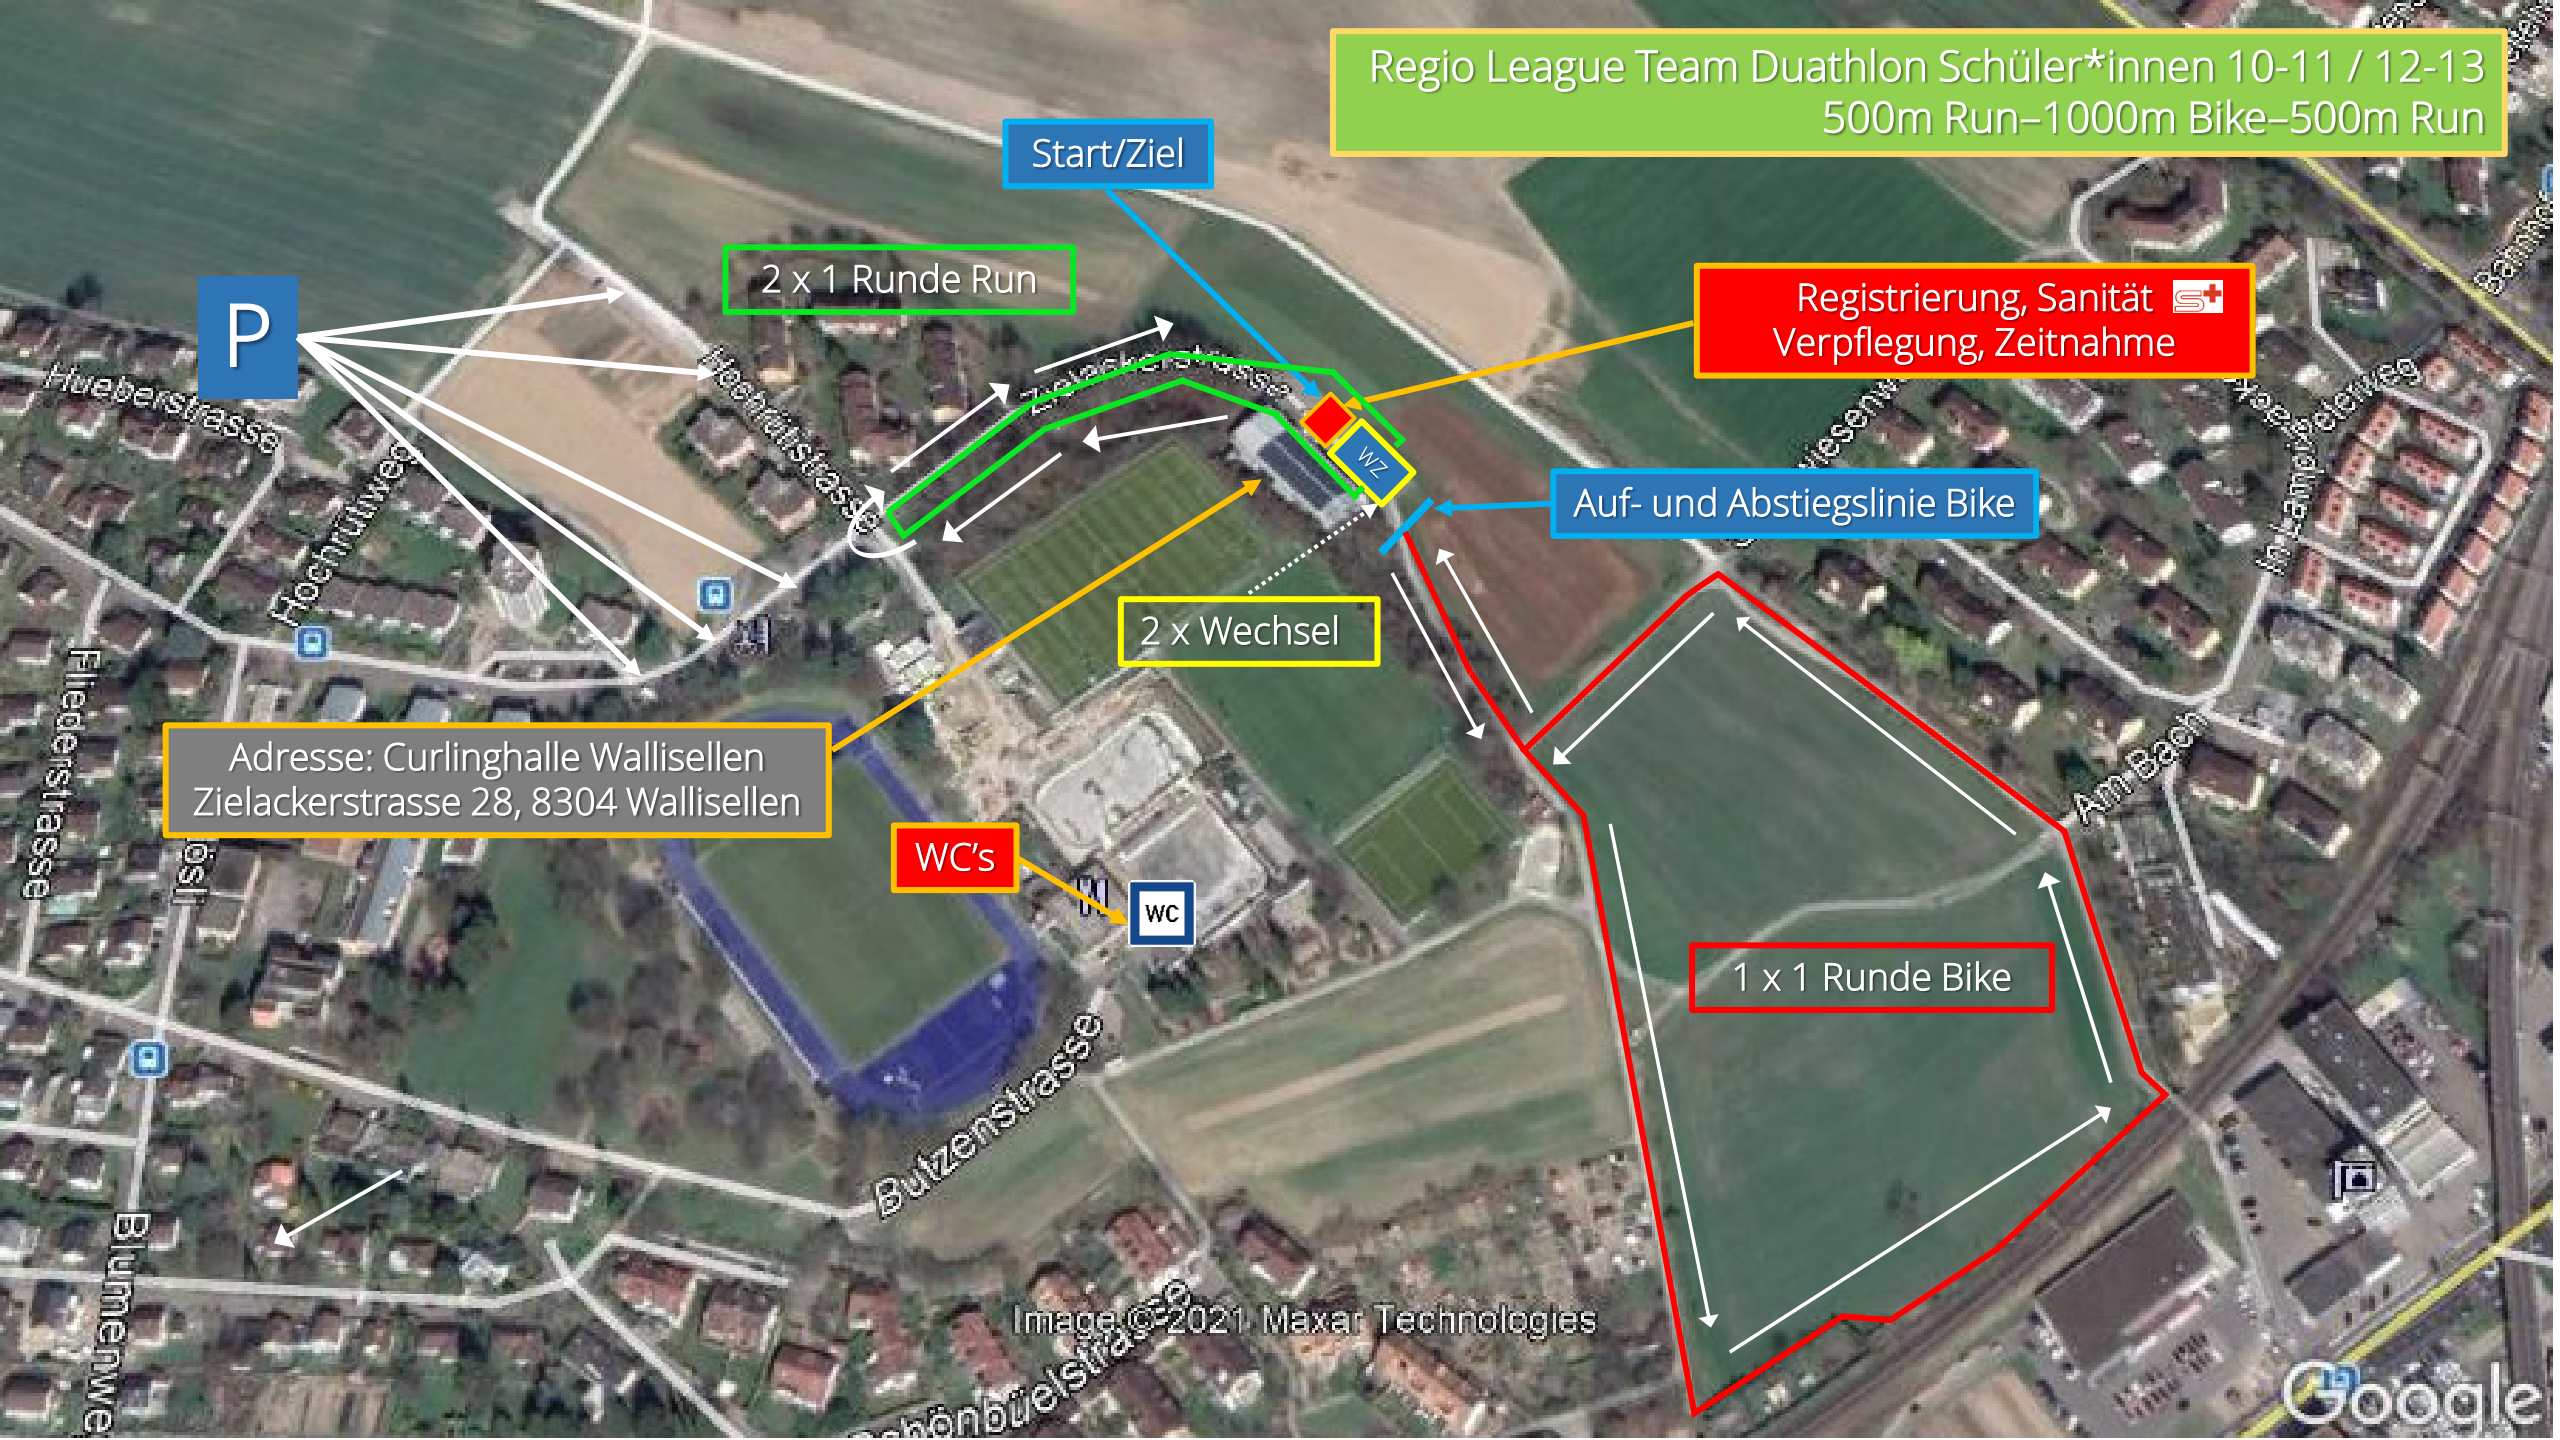 Regio League Team Duathlon Schüler*innen 10-11 / 12-13
500m Run–1000m Bike–500m Run
Start/Ziel
2 x 1 Runde Run
P
Registrierung, Sanität
Verpflegung, Zeitnahme
Hueberstrasse
Hochrütiweg
Hochrütistrasse
Zielackerstrasse
WZ
Auf- und Abstiegslinie Bike
2 x Wechsel
Adresse: Curlinghalle Wallisellen
Zielackerstrasse 28, 8304 Wallisellen
WC's
WC
1 x 1 Runde Bike
Am Bach
Fliederstrasse
Butzenstrasse
Image © 2021 Maxar Technologies
Google